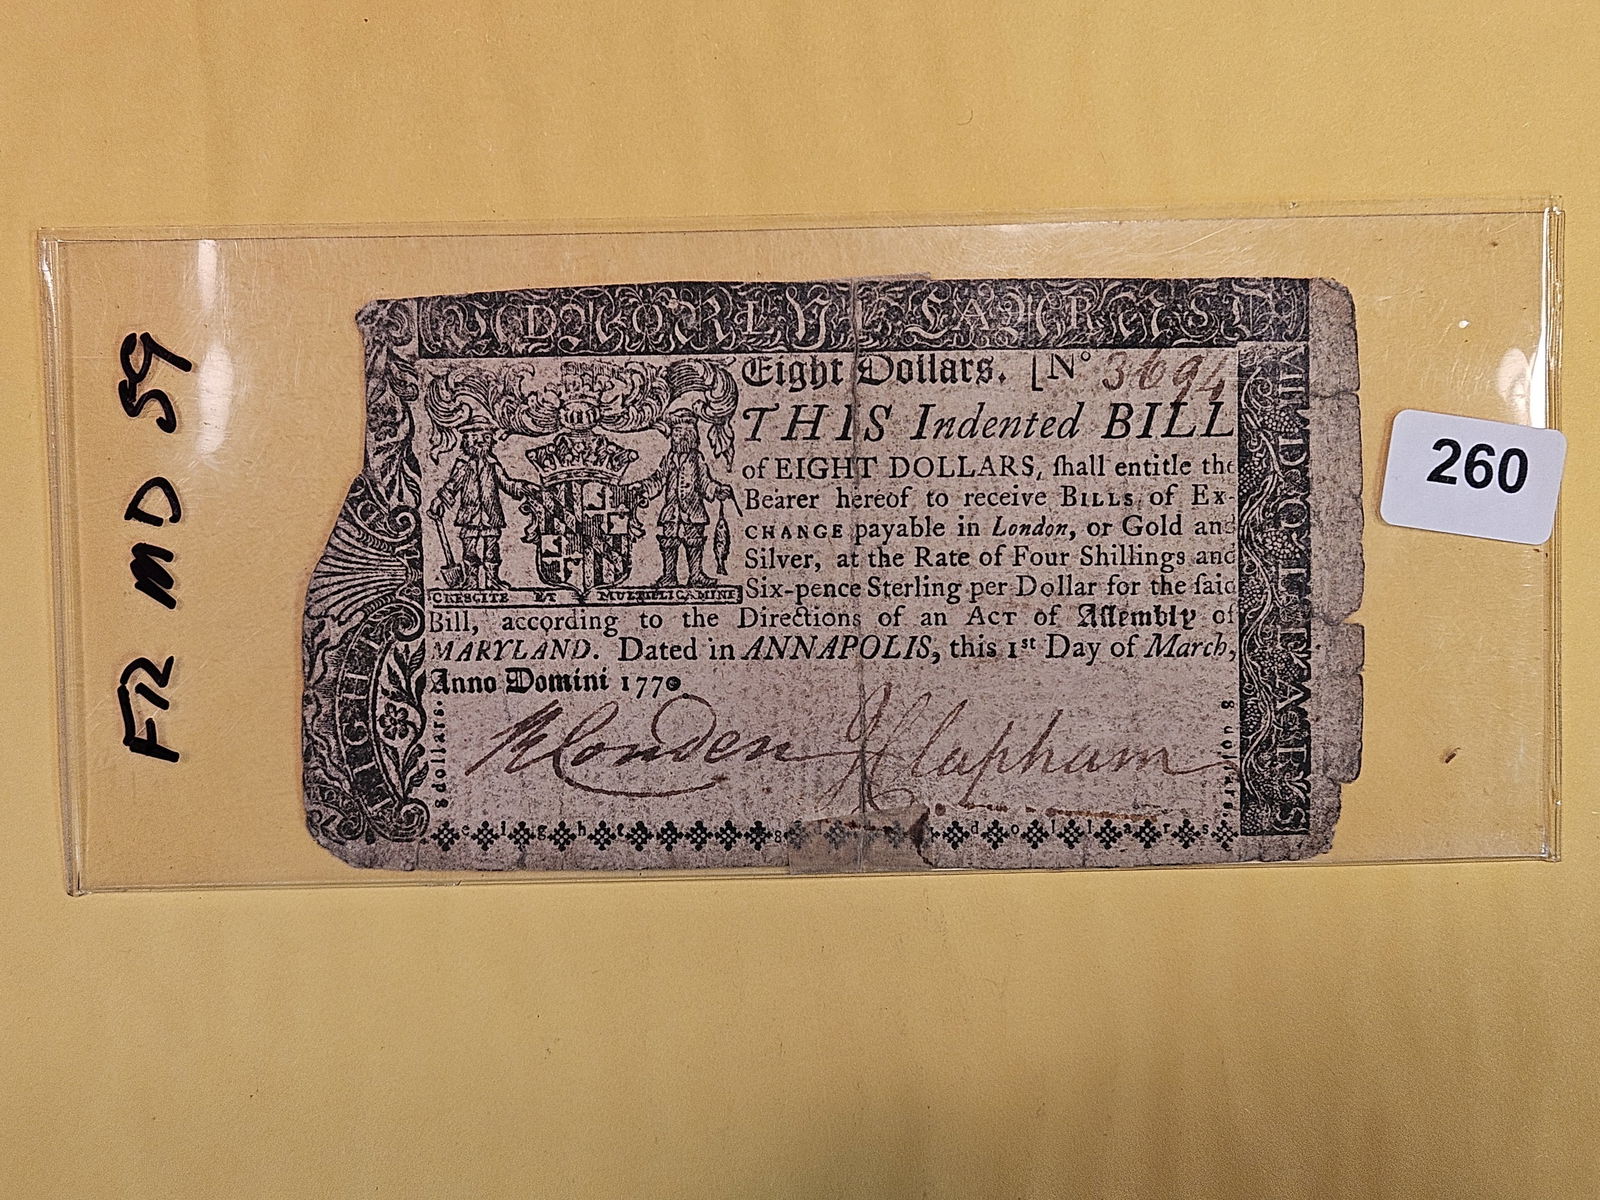 FR MD 59
260
Eight Dollars. [No 3694
THIS Indented BILL
of EIGHT DOLLARS, ſhall entitle the
Bearer hereof to receive BILLS of EX-
CHANGE payable in London, or Gold and
Silver, at the Rate of Four Shillings and
Six-pence Sterling per Dollar for the ſaid
CRESCITE ET MULTIPLICAMINI
Bill, according to the Directions of an ACT of Aſſembly of
MARYLAND. Dated in ANNAPOLIS, this 1st Day of March,
Anno Domini 1770.
8 dollars.
Couden J Clapham
eight 8 dollars